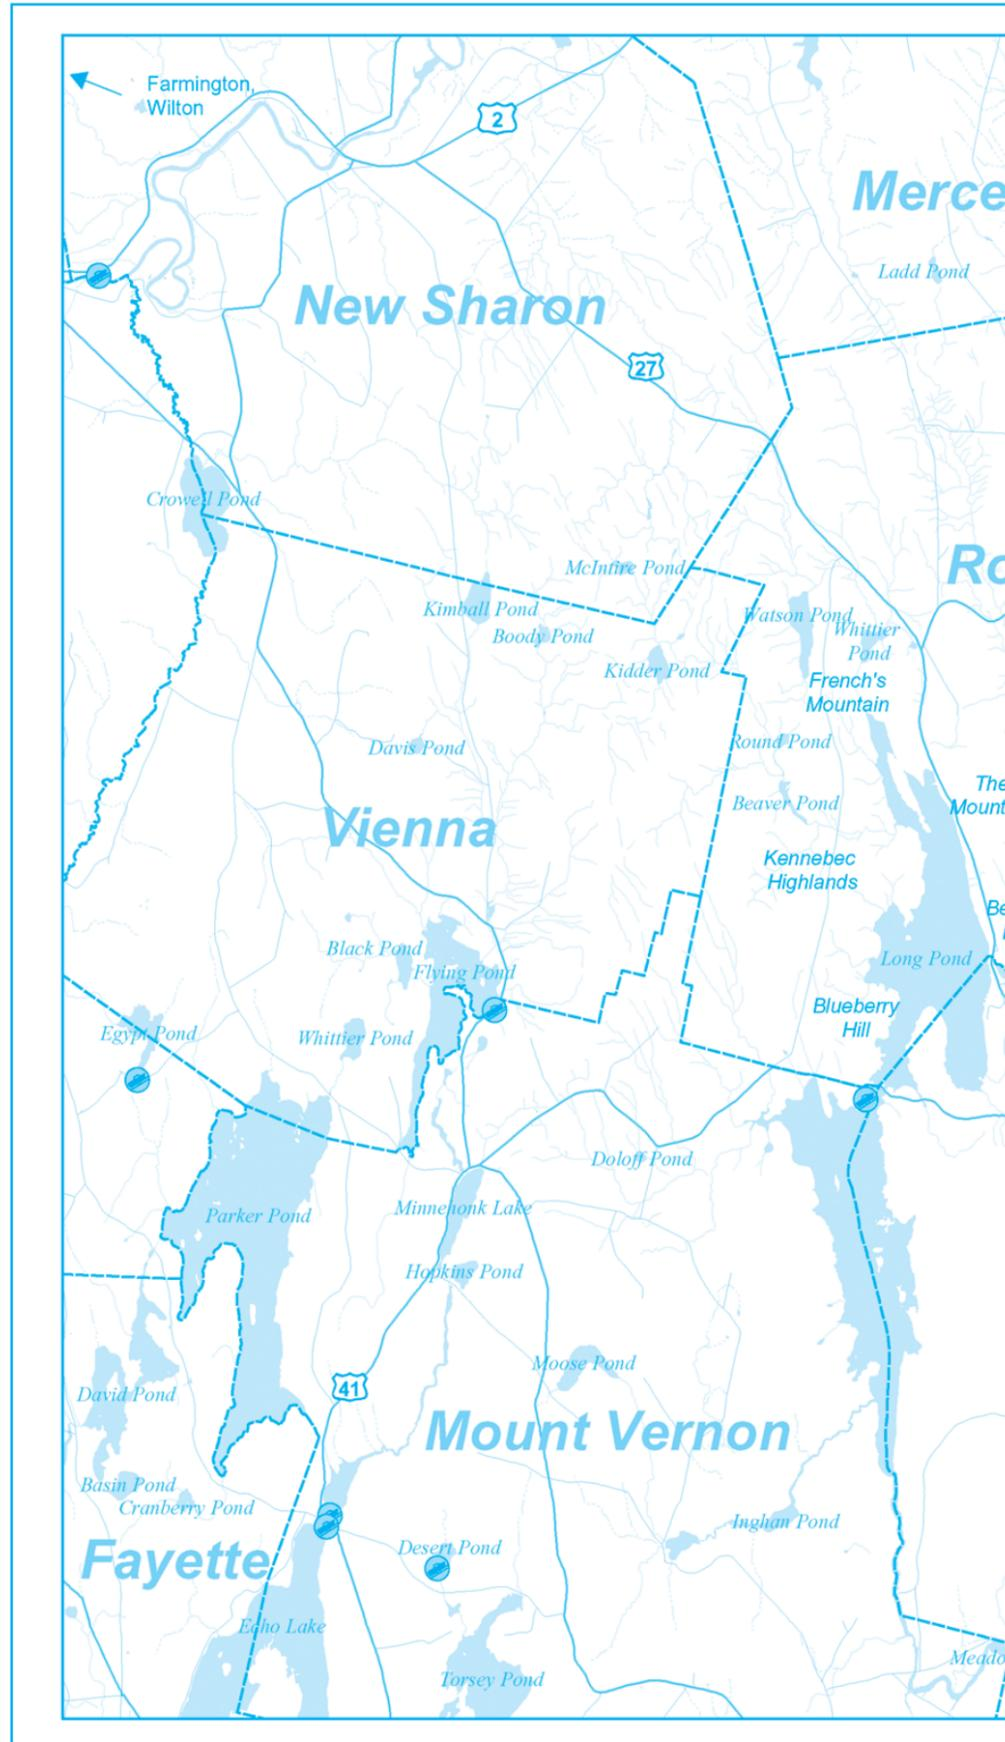 Farmington,
Wilton
2
Merce
Ladd Pond
New Sharon
27
Crowell Pond
McIntire Pond
Ro
Kimball Pond
Boody Pond
Watson Pond
Whittier
Pond
Kidder Pond
French's
Mountain
Davis Pond
Round Pond
The
Mount
Beaver Pond
Vienna
Kennebec
Highlands
Be
Black Pond
Flying Pond
Long Pond
Blueberry
Hill
Egypt Pond
Whittier Pond
Doloff Pond
Parker Pond
Minnehonk Lake
Hopkins Pond
Moose Pond
41
David Pond
Mount Vernon
Basin Pond
Cranberry Pond
Inghan Pond
Desert Pond
Fayette
Echo Lake
Meado
Torsey Pond